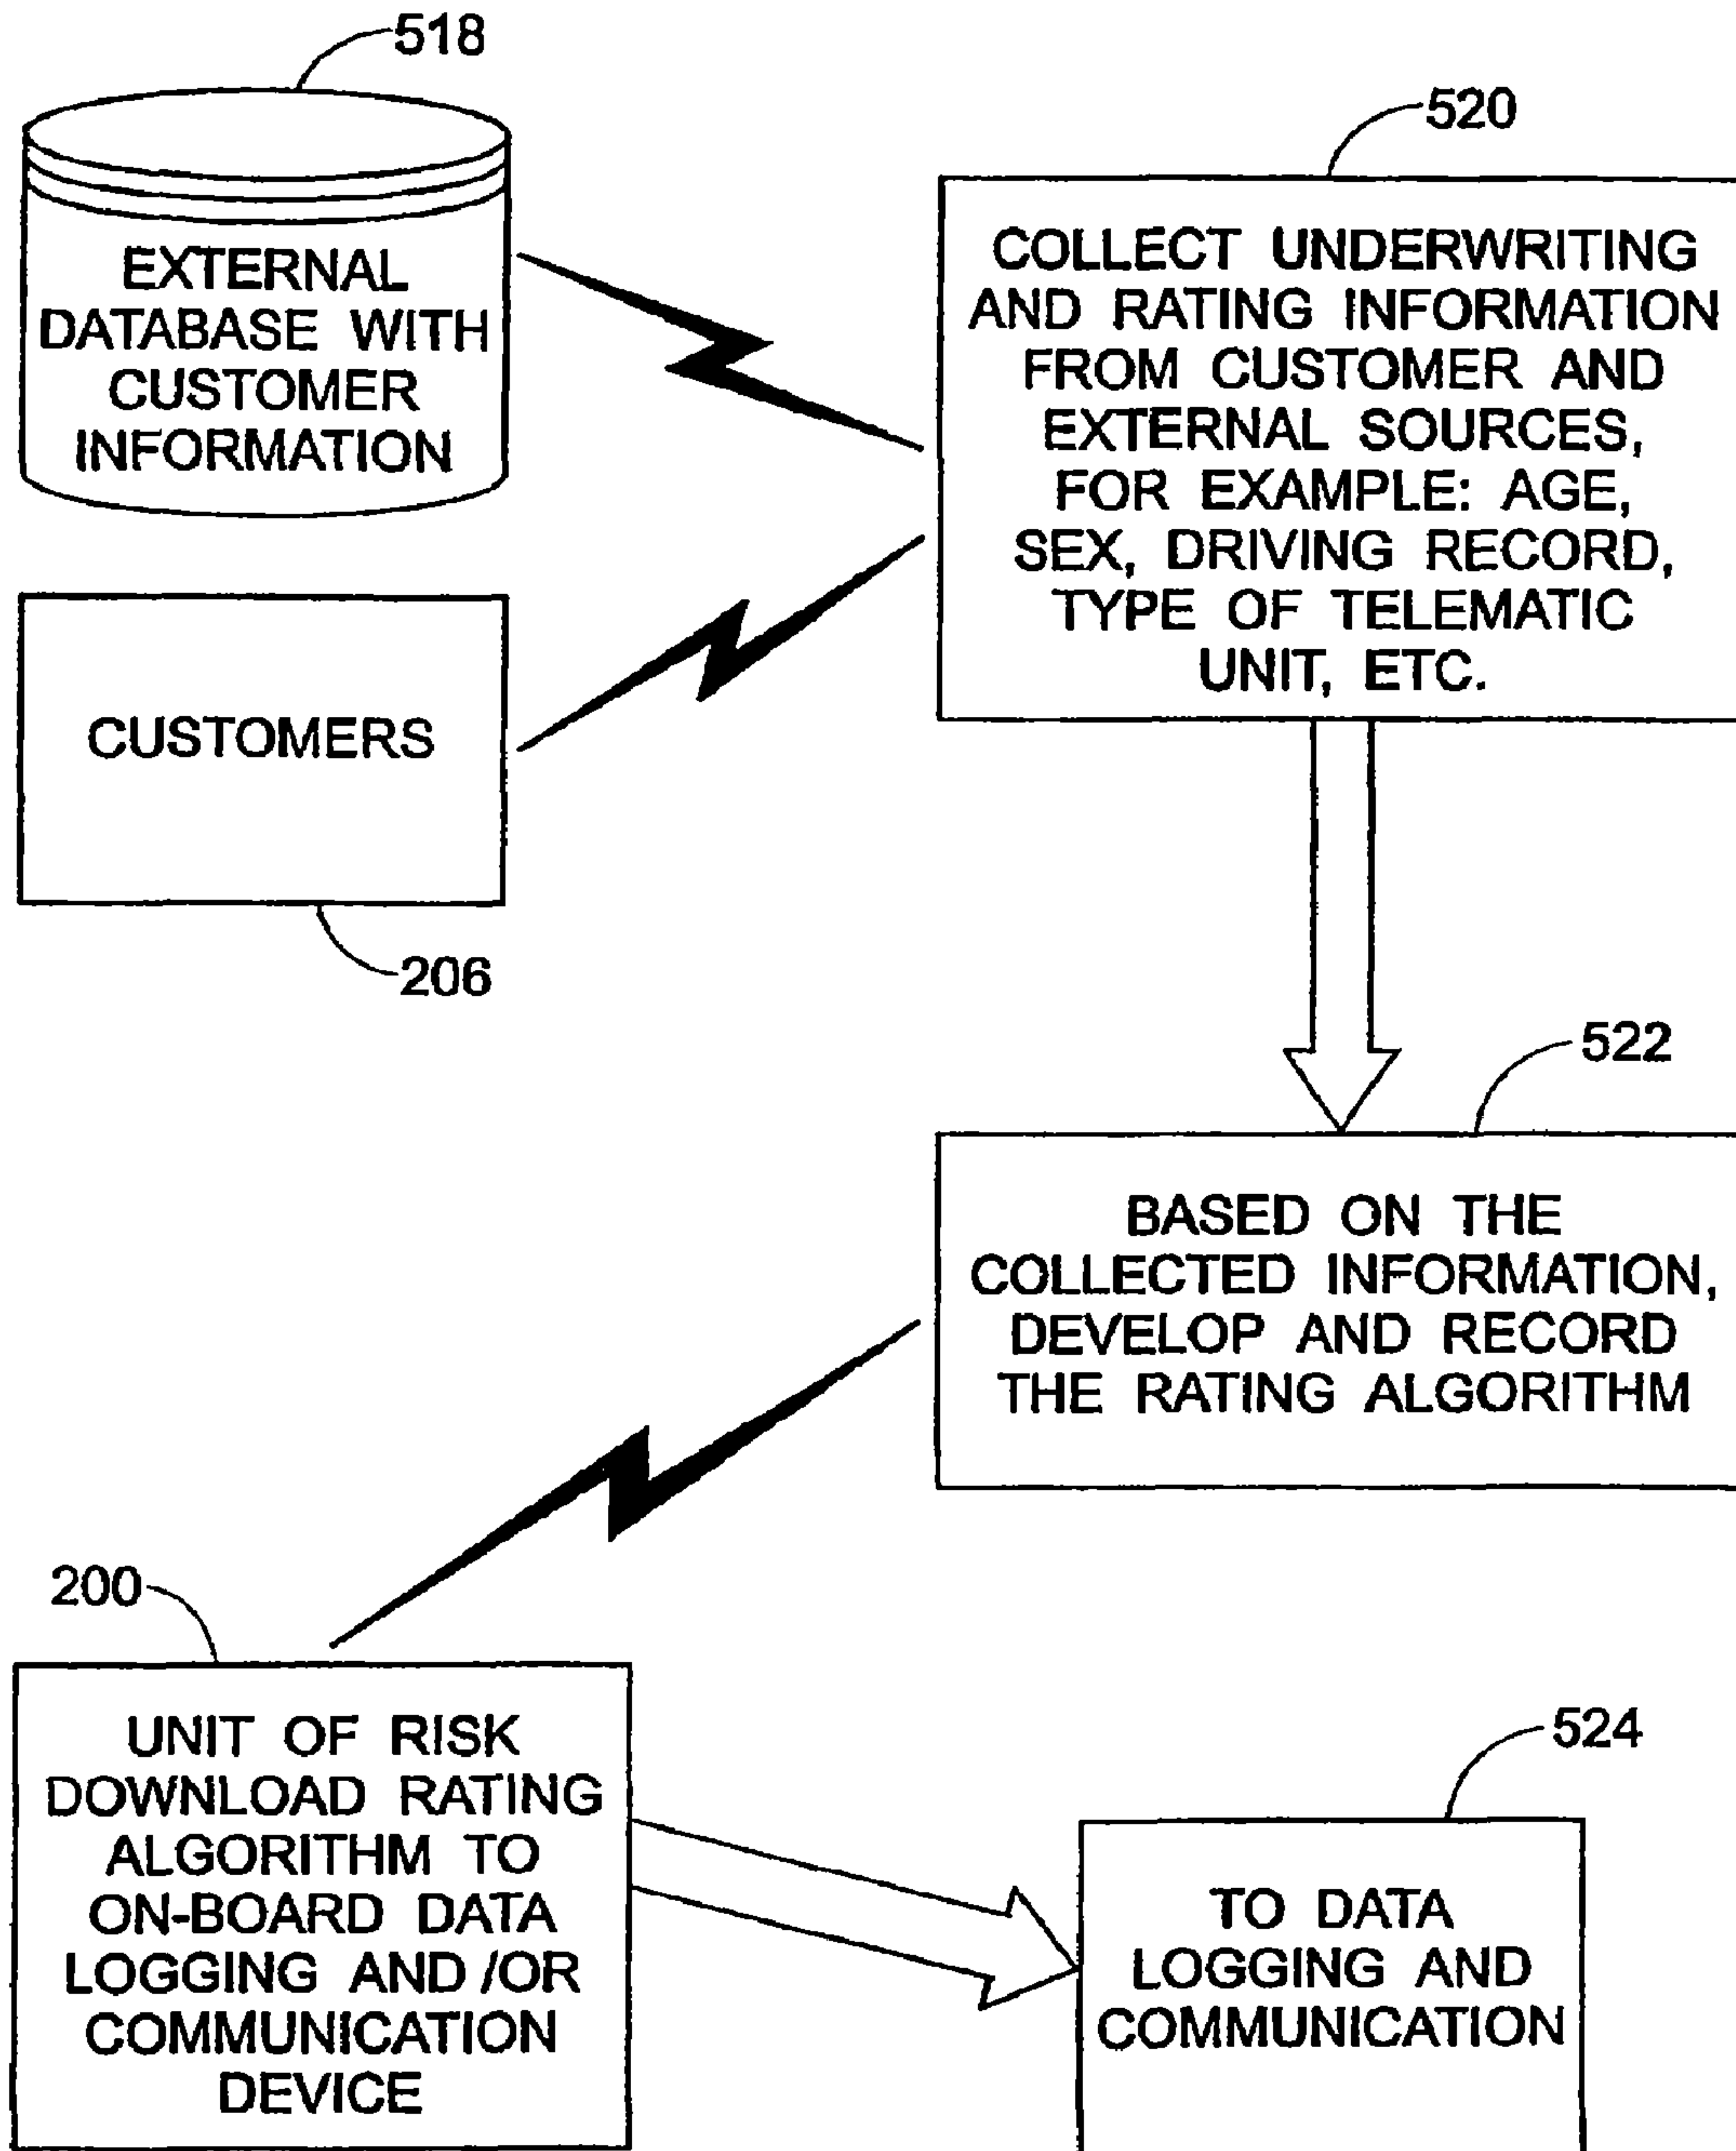 518
EXTERNAL
DATABASE WITH
CUSTOMER
INFORMATION
520
COLLECT UNDERWRITING
AND RATING INFORMATION
FROM CUSTOMER AND
EXTERNAL SOURCES,
FOR EXAMPLE: AGE,
SEX, DRIVING RECORD,
TYPE OF TELEMATIC
UNIT, ETC.
CUSTOMERS
206
522
BASED ON THE
COLLECTED INFORMATION,
DEVELOP AND RECORD
THE RATING ALGORITHM
200
UNIT OF RISK
DOWNLOAD RATING
ALGORITHM TO
ON-BOARD DATA
LOGGING AND /OR
COMMUNICATION
DEVICE
524
TO DATA
LOGGING AND
COMMUNICATION